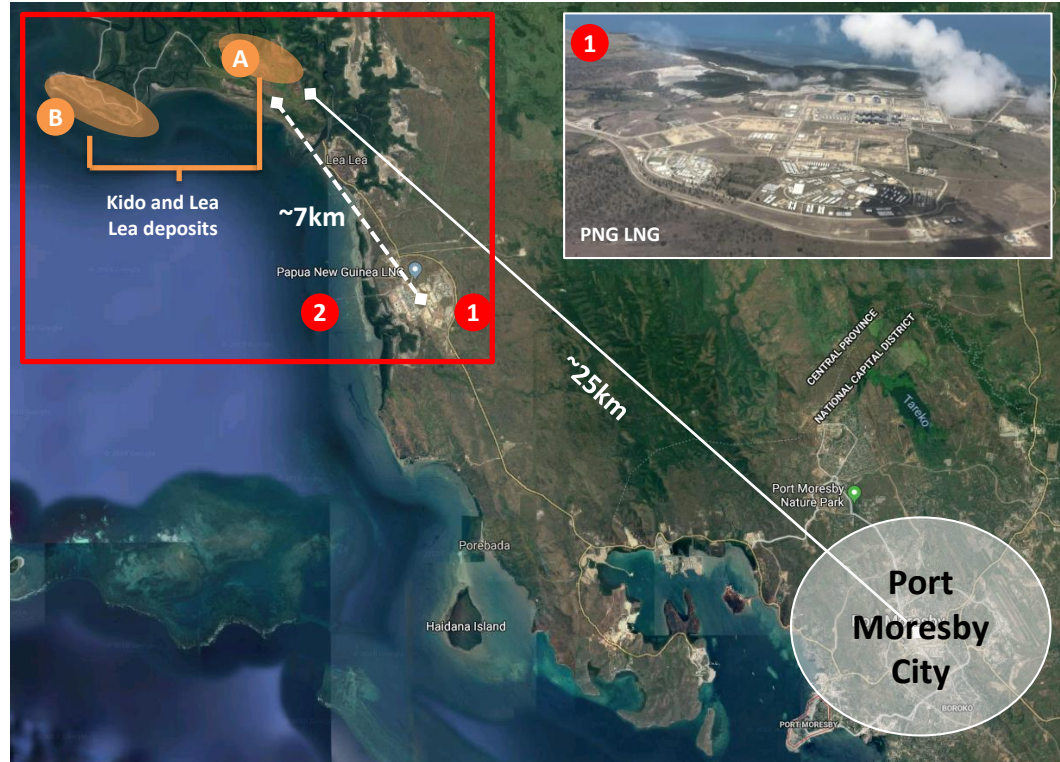 A
B
Kido and Lea
Lea deposits
Lea Lea
~7km
Papua New Guinea LNG
2
1
1
PNG LNG
~25km
CENTRAL PROVINCE
NATIONAL CAPITAL DISTRICT
Tareko
Port Moresby
Nature Park
Porebada
Haidana Island
Port
Moresby
City
BOROKO
PORT MORESBY